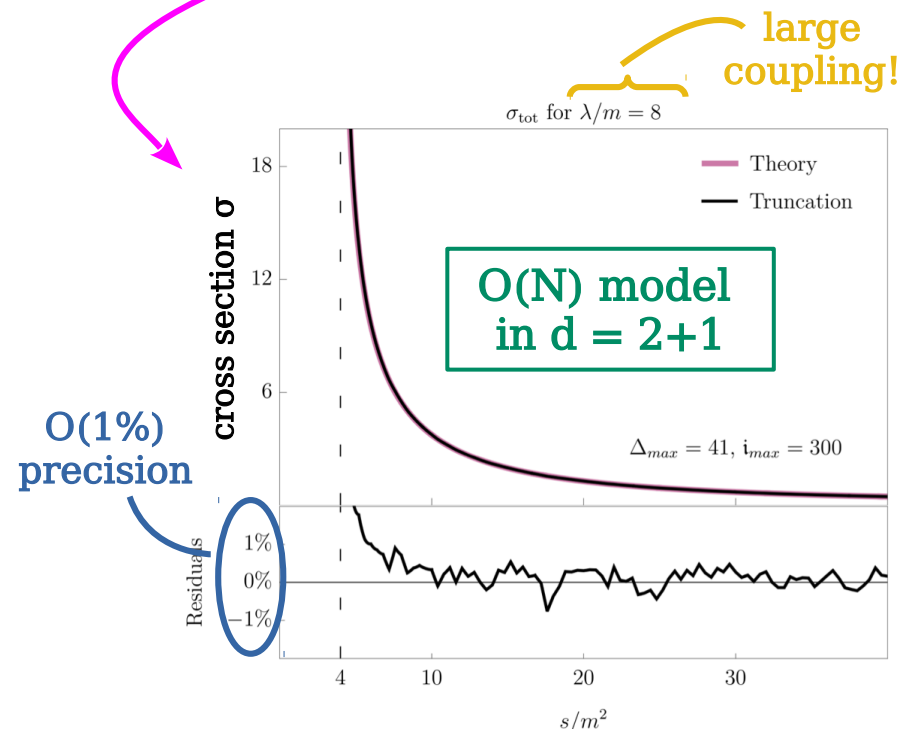 large
coupling!
σtot for λ/m = 8
18
Theory
Truncation
cross section σ
12
O(N) model
in d = 2+1
6
O(1%)
precision
Δmax = 41, imax = 300
Residuals
1%
0%
−1%
4 10 20 30
s/m²